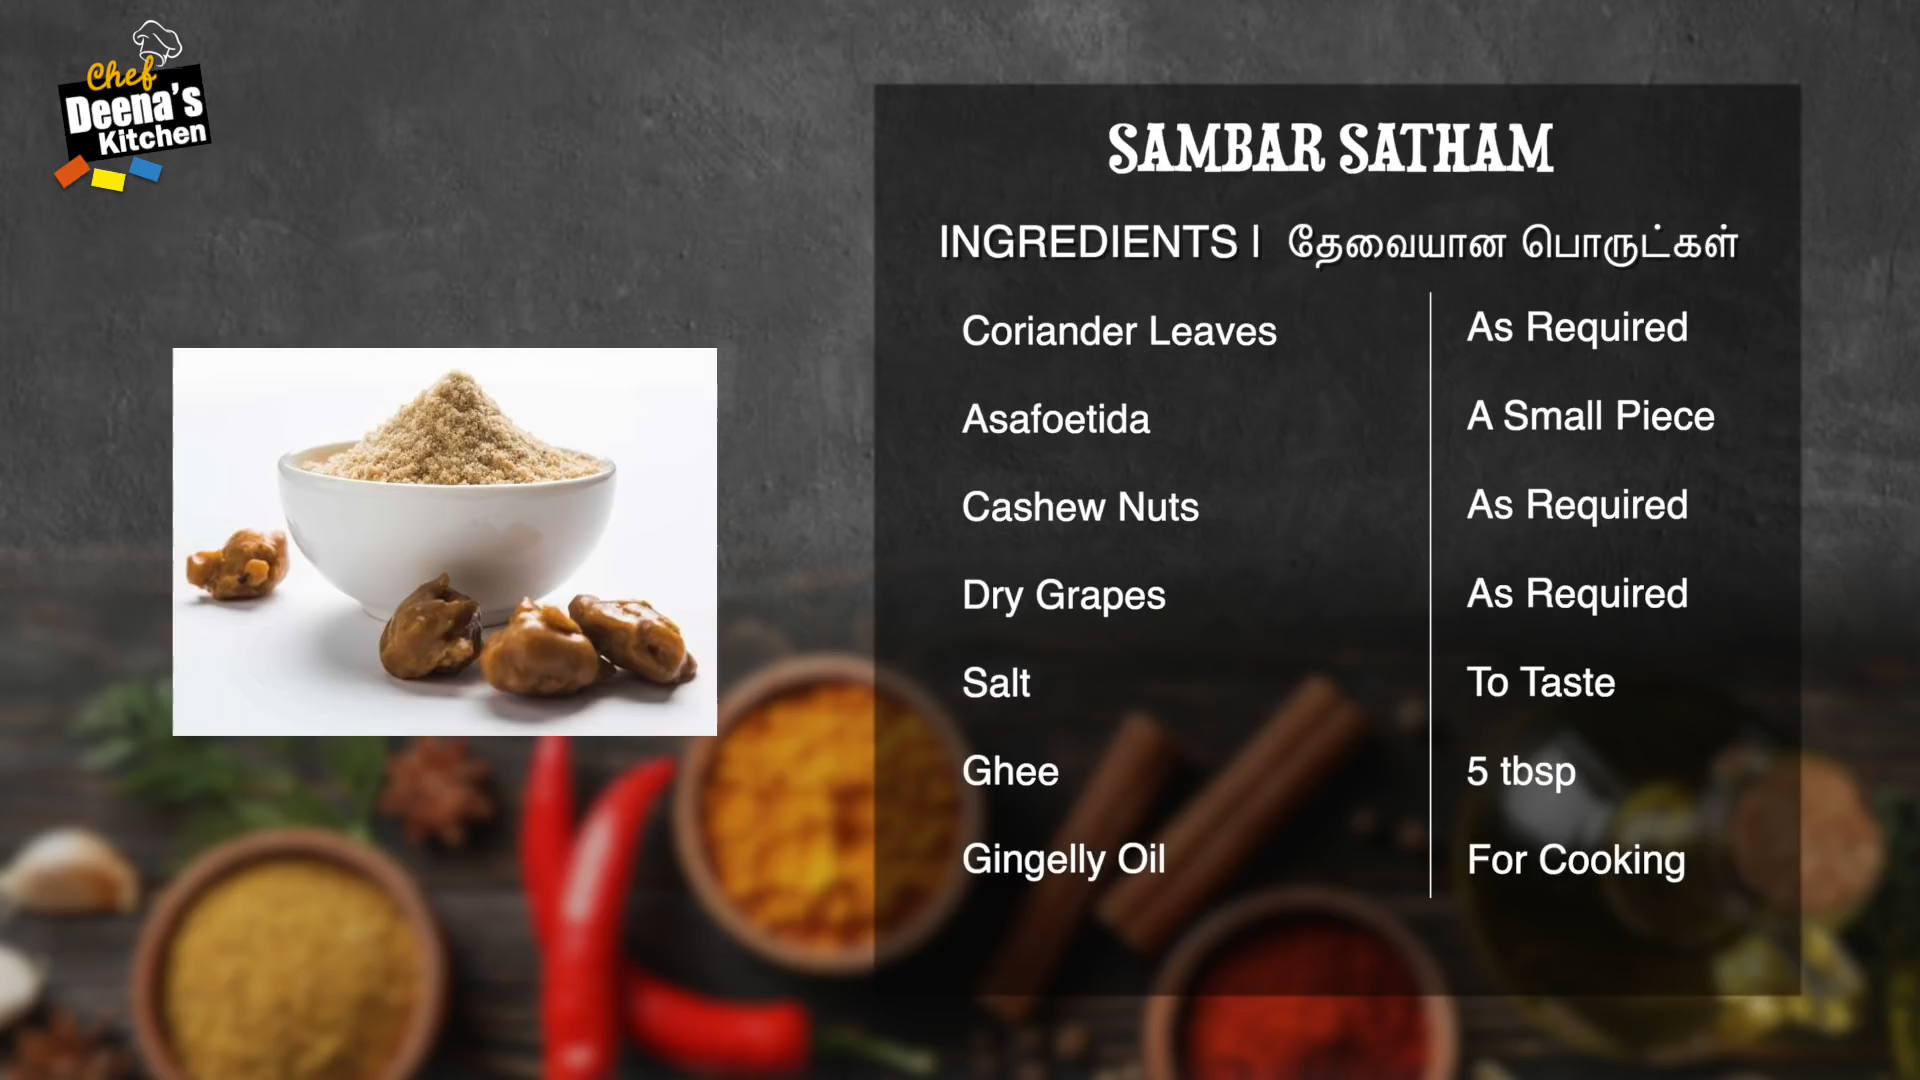 Chef
Deena's
Kitchen
SAMBAR SATHAM
INGREDIENTS | தேவையான பொருட்கள்
Coriander Leaves As Required
Asafoetida A Small Piece
Cashew Nuts As Required
Dry Grapes As Required
Salt To Taste
Ghee 5 tbsp
Gingelly Oil For Cooking